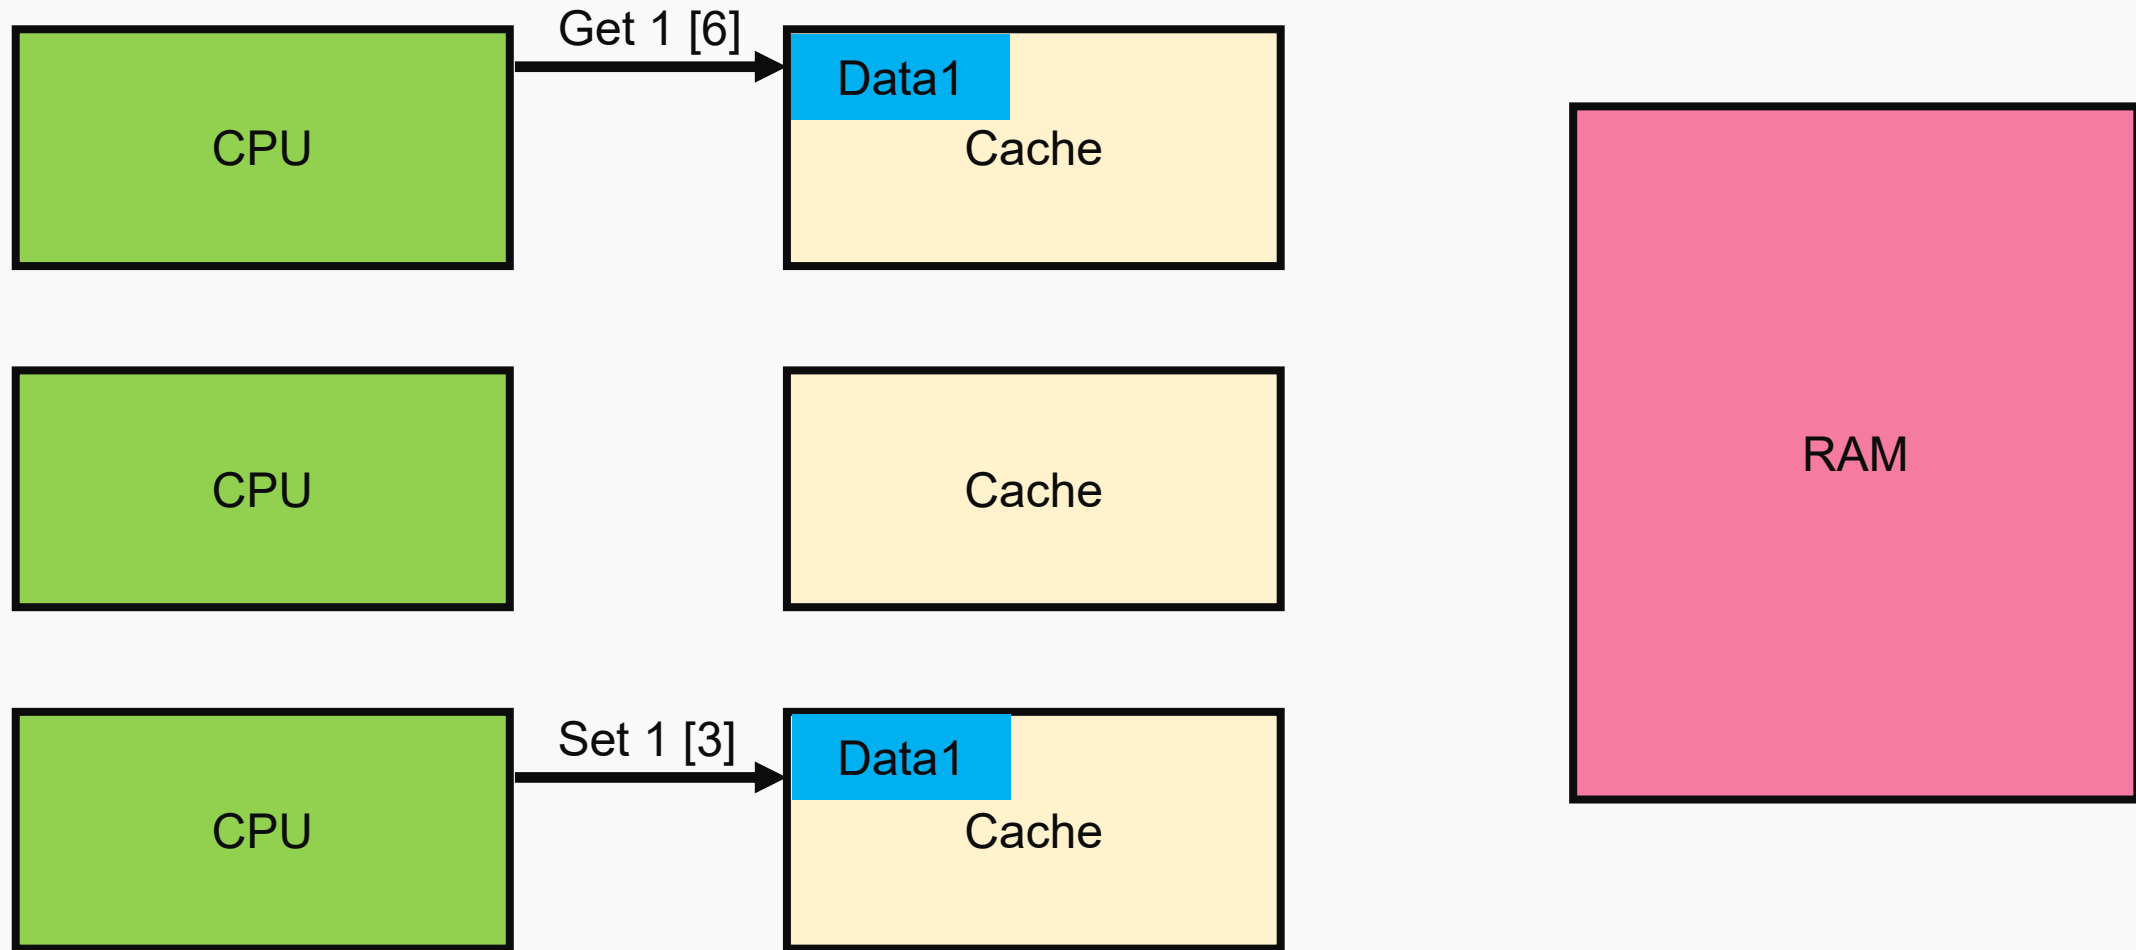 Get 1 [6]
Data1
CPU
Cache
RAM
CPU
Cache
Set 1 [3]
Data1
CPU
Cache